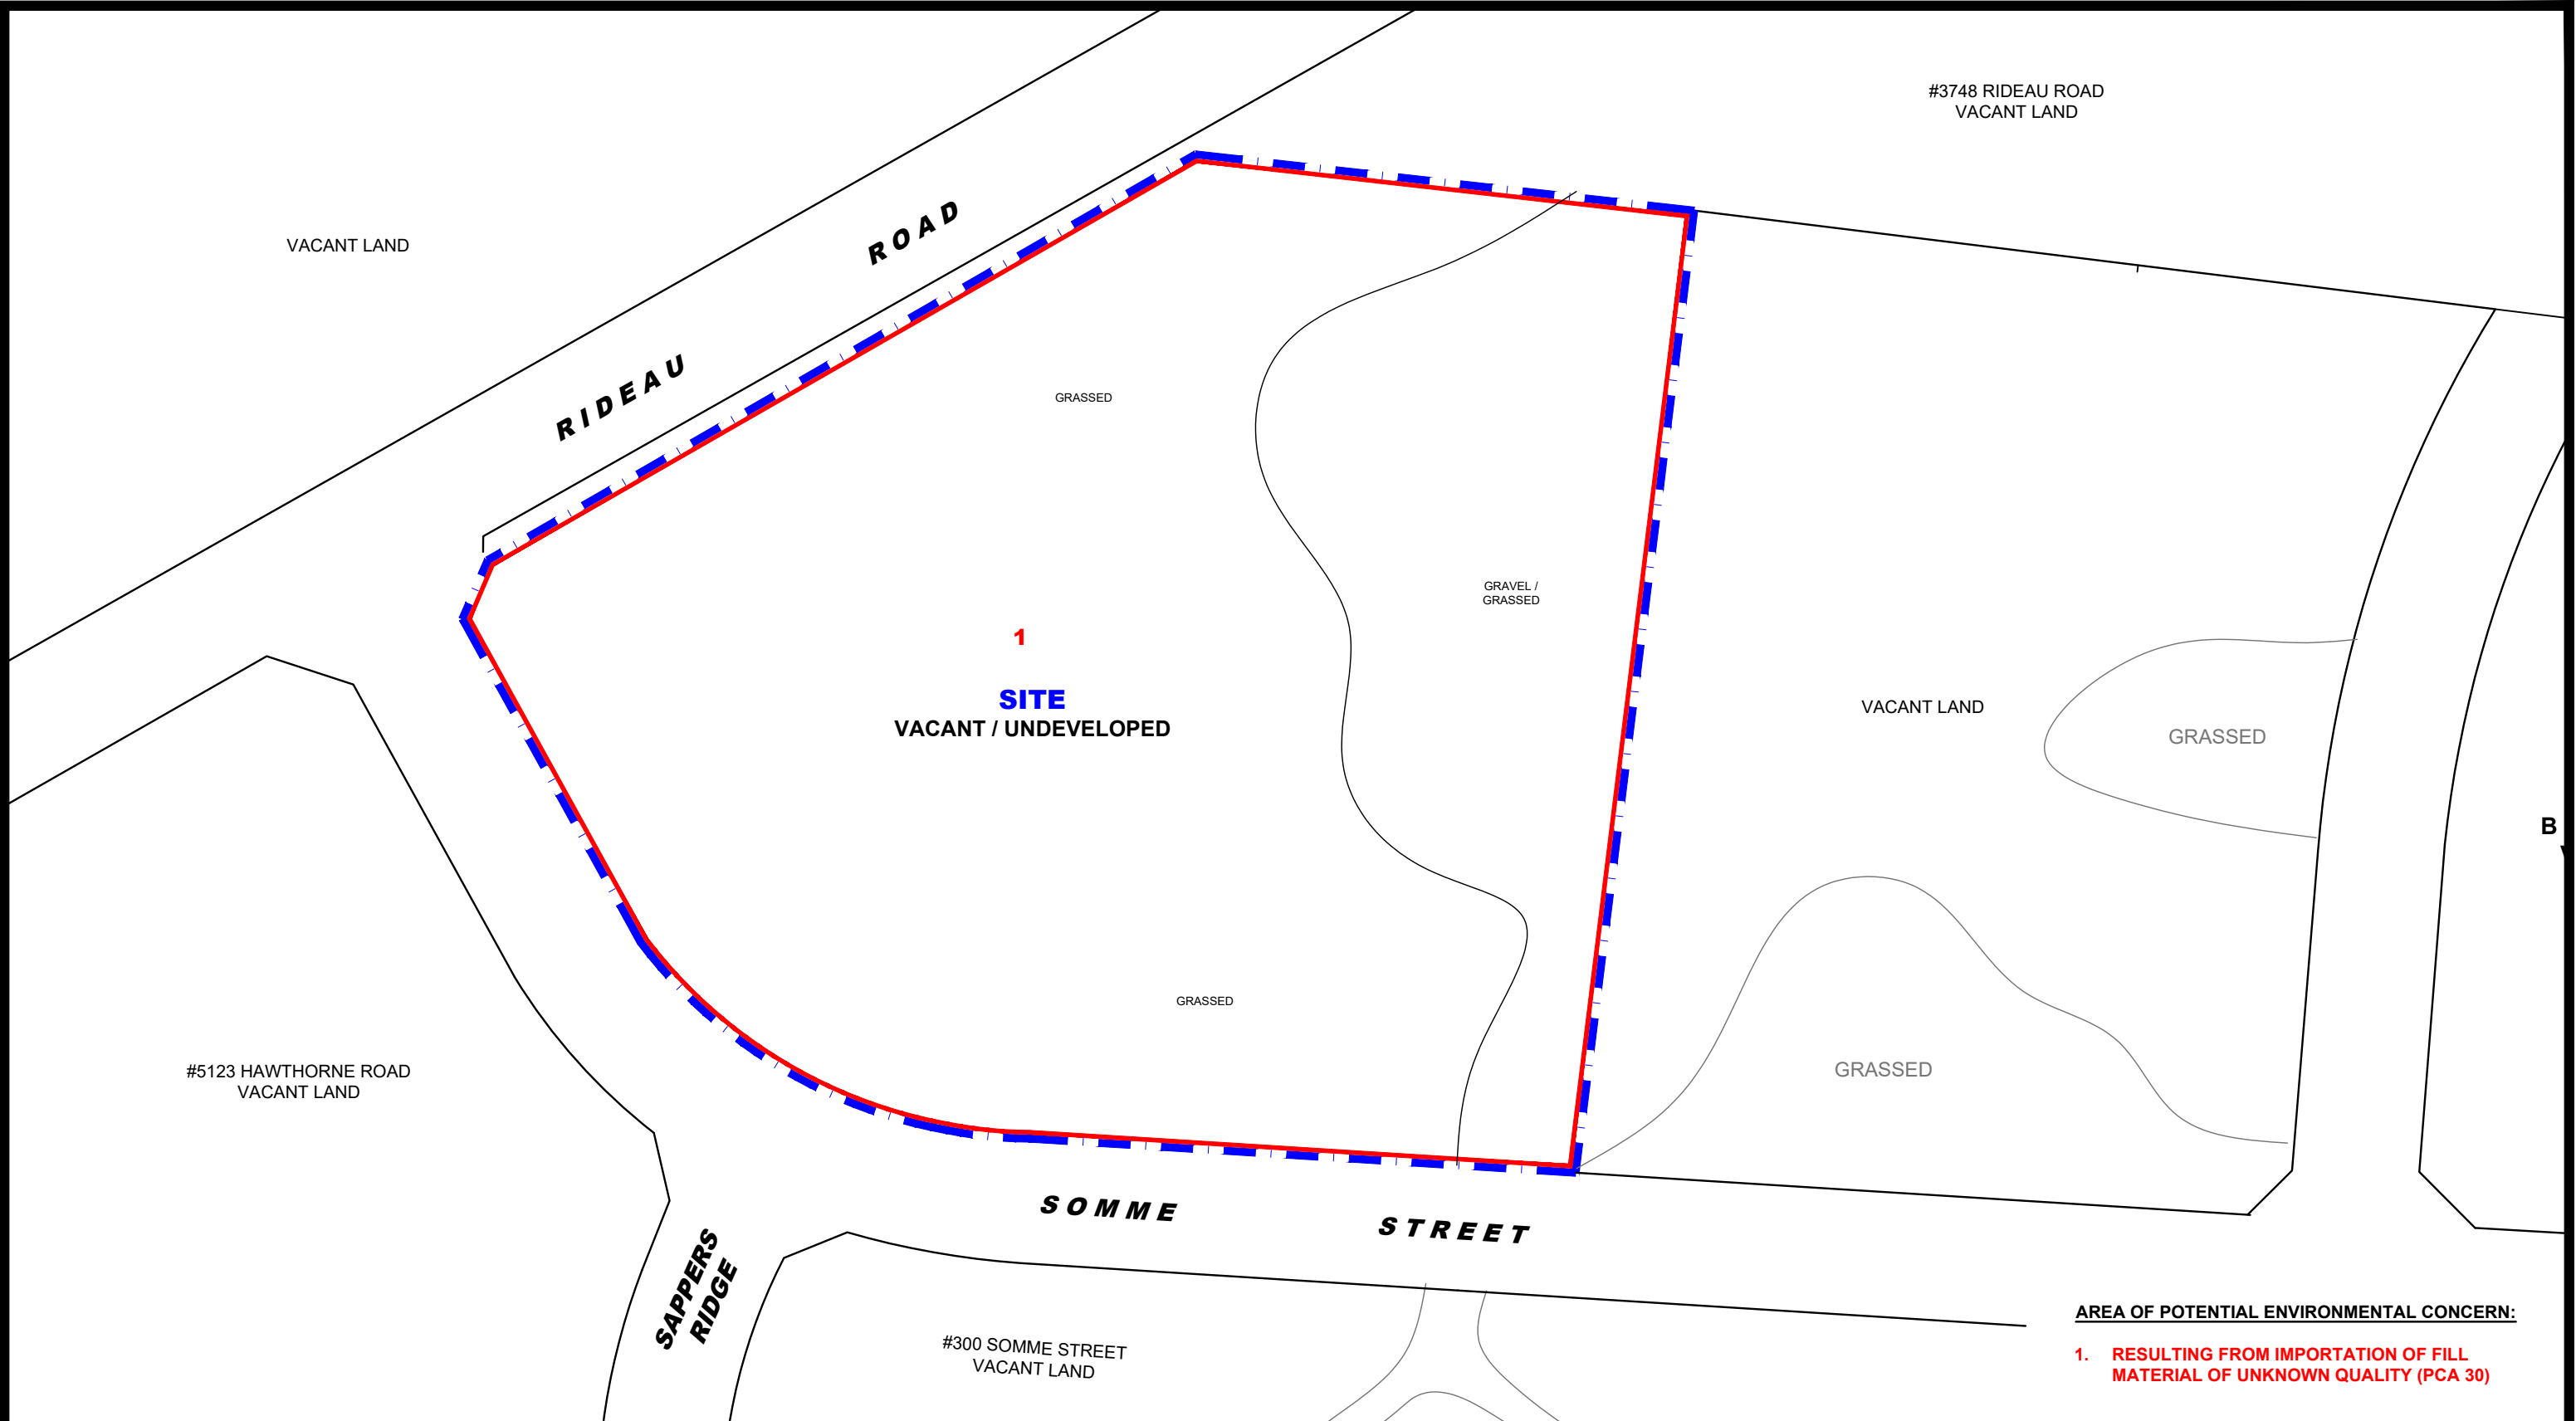 #3748 RIDEAU ROAD
VACANT LAND
VACANT LAND
RIDEAU ROAD
GRASSED
GRAVEL /
GRASSED
1
SITE
VACANT / UNDEVELOPED
VACANT LAND
GRASSED
B
GRASSED
GRASSED
#5123 HAWTHORNE ROAD
VACANT LAND
SOMME STREET
SAPPERS
RIDGE
#300 SOMME STREET
VACANT LAND
AREA OF POTENTIAL ENVIRONMENTAL CONCERN:
1. RESULTING FROM IMPORTATION OF FILL
MATERIAL OF UNKNOWN QUALITY (PCA 30)